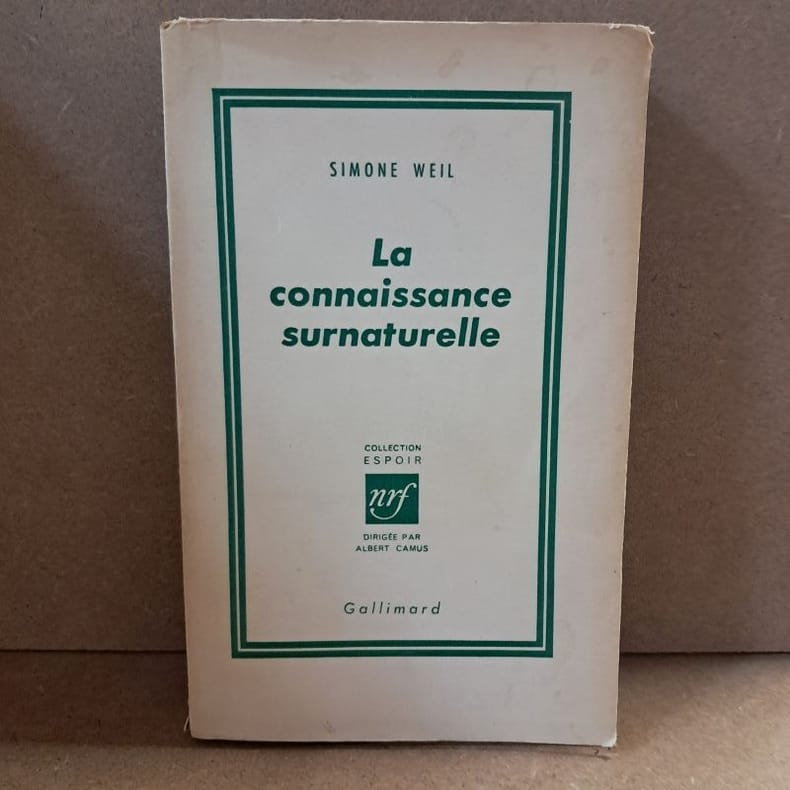 SIMONE WEIL
La
connaissance
surnaturelle
COLLECTION
ESPOIR
nrf
DIRIGÉE PAR
ALBERT CAMUS
Gallimard